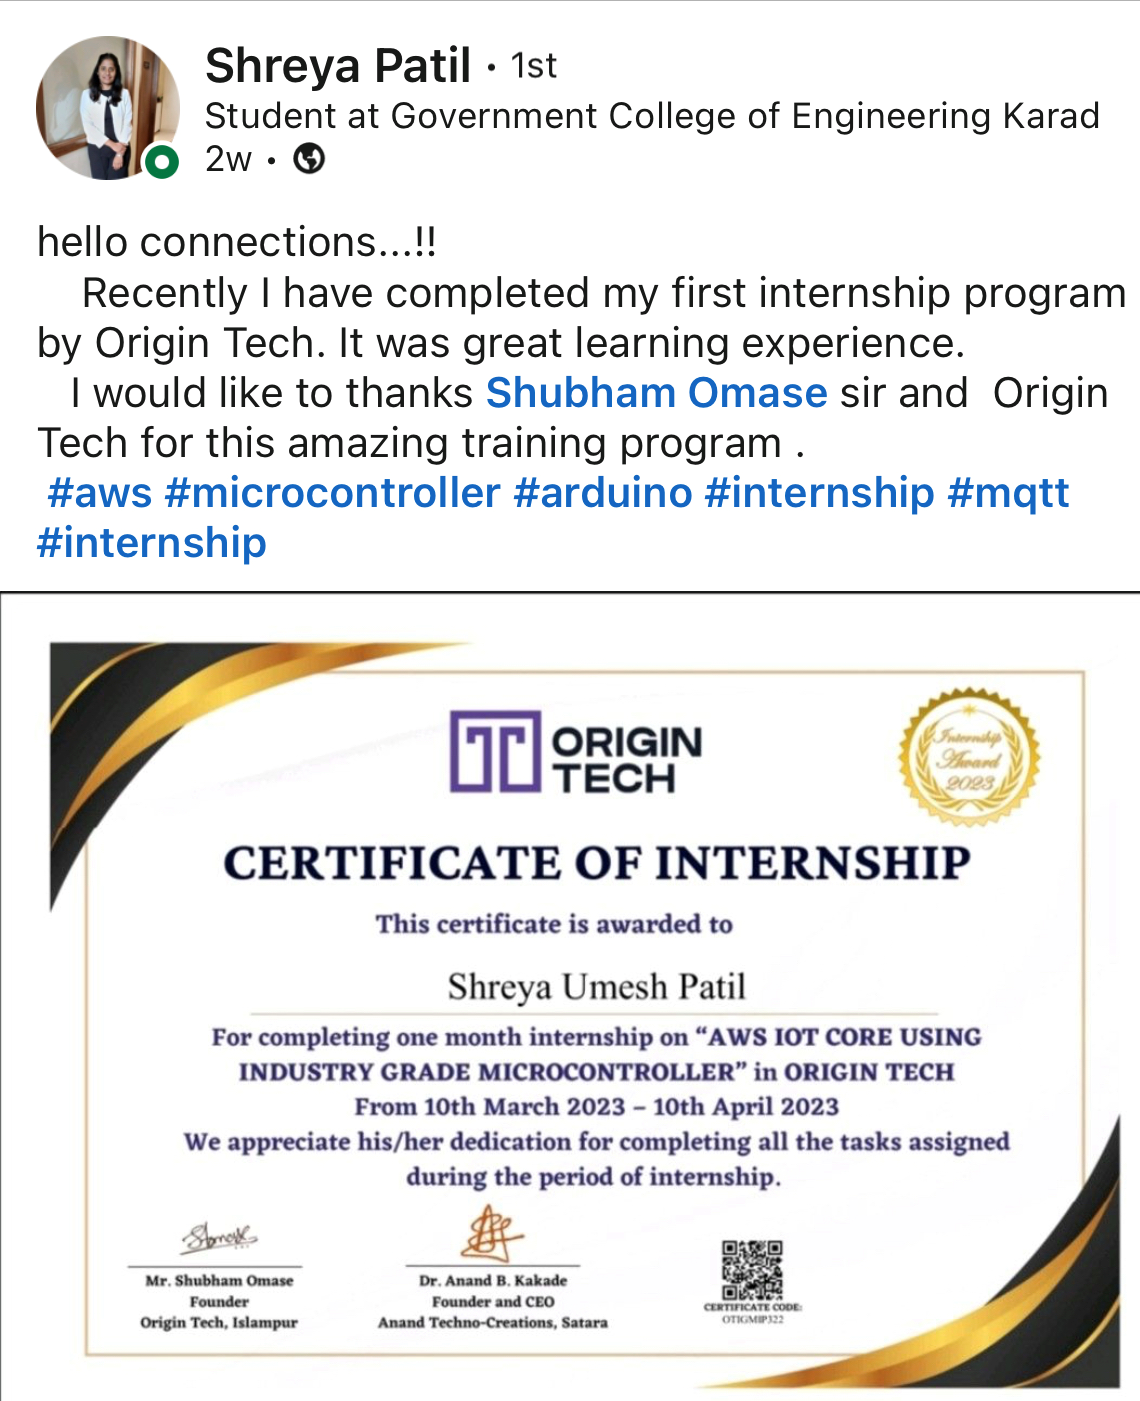 Shreya Patil · 1st
Student at Government College of Engineering Karad
2w ·
hello connections...!!
Recently I have completed my first internship program
by Origin Tech. It was great learning experience.
I would like to thanks Shubham Omase sir and Origin
Tech for this amazing training program .
#aws #microcontroller #arduino #internship #mqtt
#internship
ORIGIN
TECH
Internship
Award
2023
CERTIFICATE OF INTERNSHIP
This certificate is awarded to
Shreya Umesh Patil
For completing one month internship on “AWS IOT CORE USING
INDUSTRY GRADE MICROCONTROLLER” in ORIGIN TECH
From 10th March 2023 – 10th April 2023
We appreciate his/her dedication for completing all the tasks assigned
during the period of internship.
Mr. Shubham Omase
Founder
Origin Tech, Islampur
Dr. Anand B. Kakade
Founder and CEO
Anand Techno-Creations, Satara
CERTIFICATE CODE:
OTIGMIP322